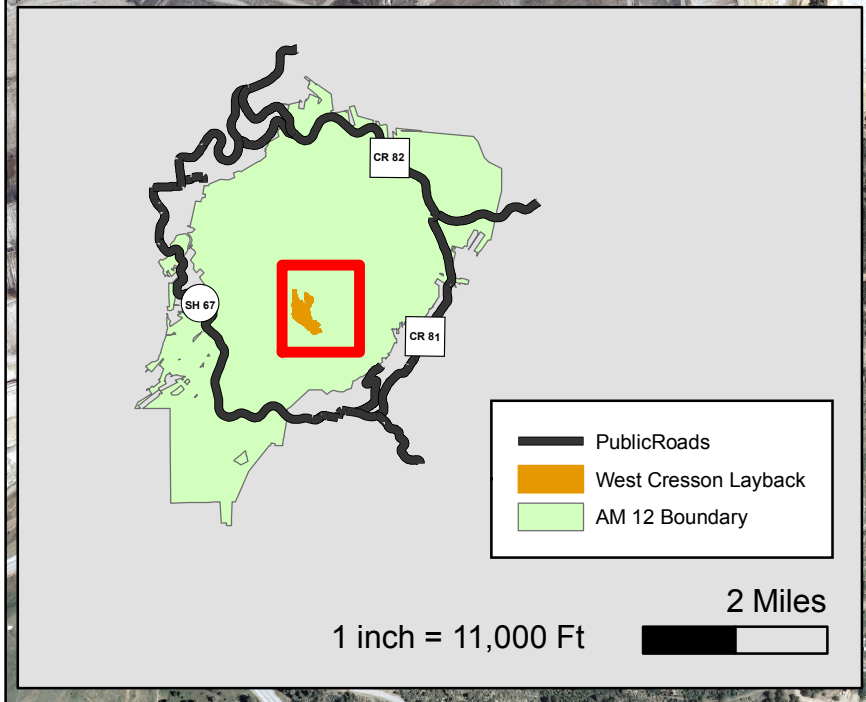 CR 82
SH 67
CR 81
PublicRoads
West Cresson Layback
AM 12 Boundary
2 Miles
1 inch = 11,000 Ft